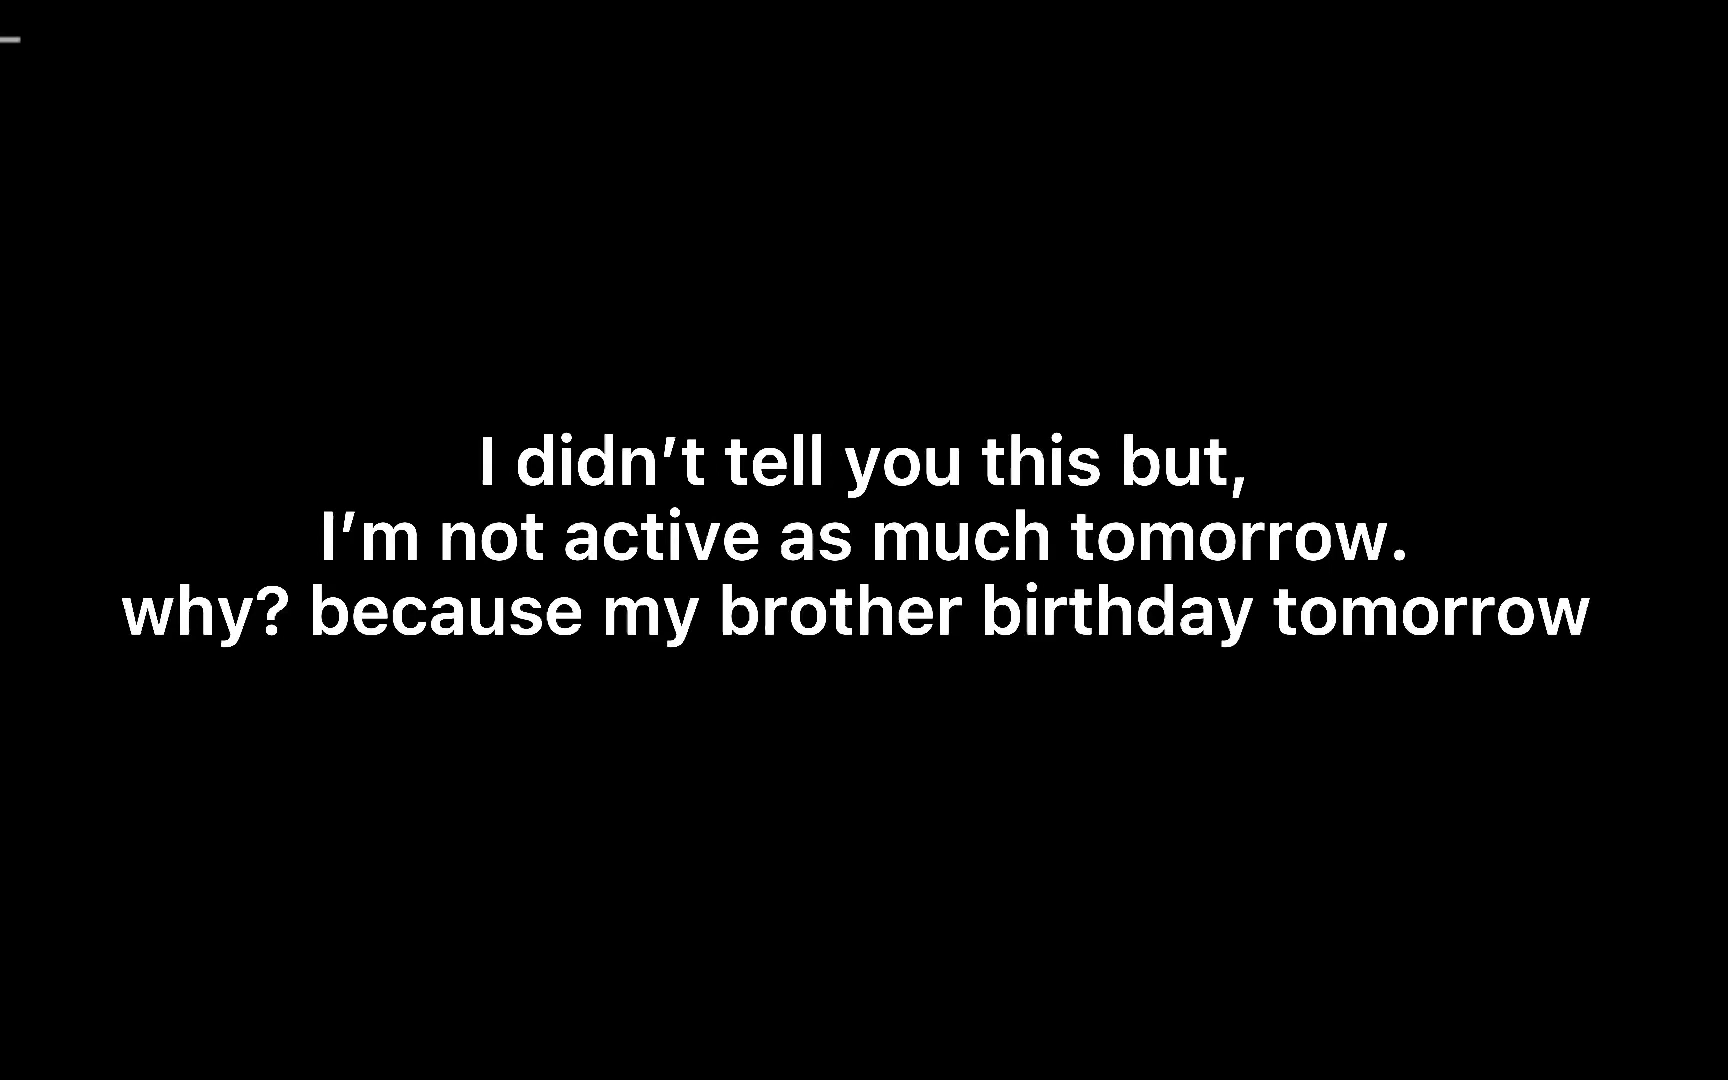 I didn’t tell you this but,
I’m not active as much tomorrow.
why? because my brother birthday tomorrow